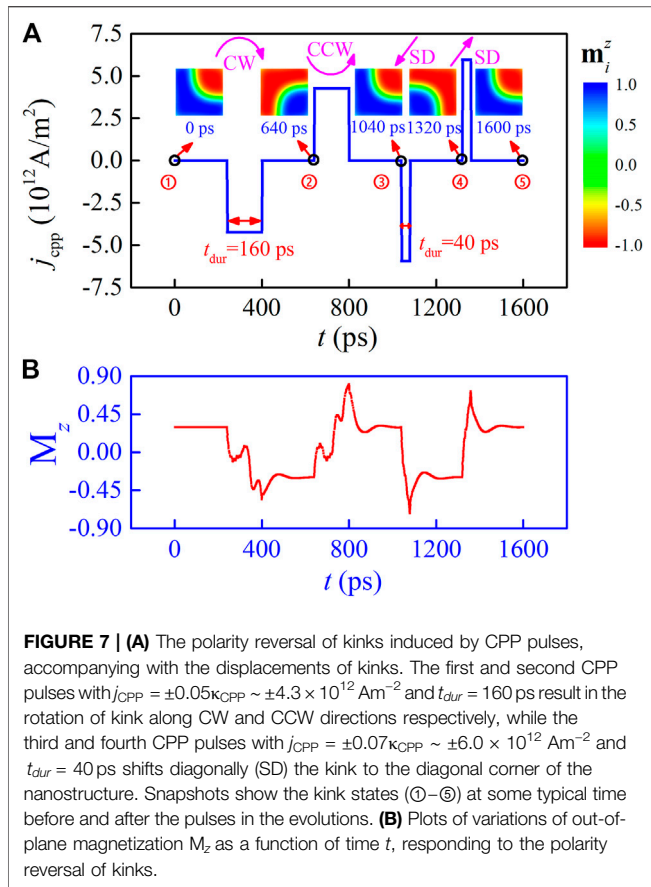 A
7.5
5.0
2.5
0.0
-2.5
-5.0
-7.5
j_cpp (10^12 A/m^2)
CW
CCW
SD
SD
0 ps
640 ps
1040 ps
1320 ps
1600 ps
①
②
③
④
⑤
t_dur=160 ps
t_dur=40 ps
0
400
800
1200
1600
t (ps)
m_i^z
1.0
0.5
0.0
-0.5
-1.0
B
0.90
0.45
0.00
-0.45
-0.90
M_z
0
400
800
1200
1600
t (ps)
FIGURE 7 | (A) The polarity reversal of kinks induced by CPP pulses,
accompanying with the displacements of kinks. The first and second CPP
pulses with j_CPP = ±0.05κ_CPP ~ ±4.3 × 10^12 Am^−2 and t_dur = 160 ps result in the
rotation of kink along CW and CCW directions respectively, while the
third and fourth CPP pulses with j_CPP = ±0.07κ_CPP ~ ±6.0 × 10^12 Am^−2 and
t_dur = 40 ps shifts diagonally (SD) the kink to the diagonal corner of the
nanostructure. Snapshots show the kink states (①–⑤) at some typical time
before and after the pulses in the evolutions. (B) Plots of variations of out-of-
plane magnetization M_z as a function of time t, responding to the polarity
reversal of kinks.